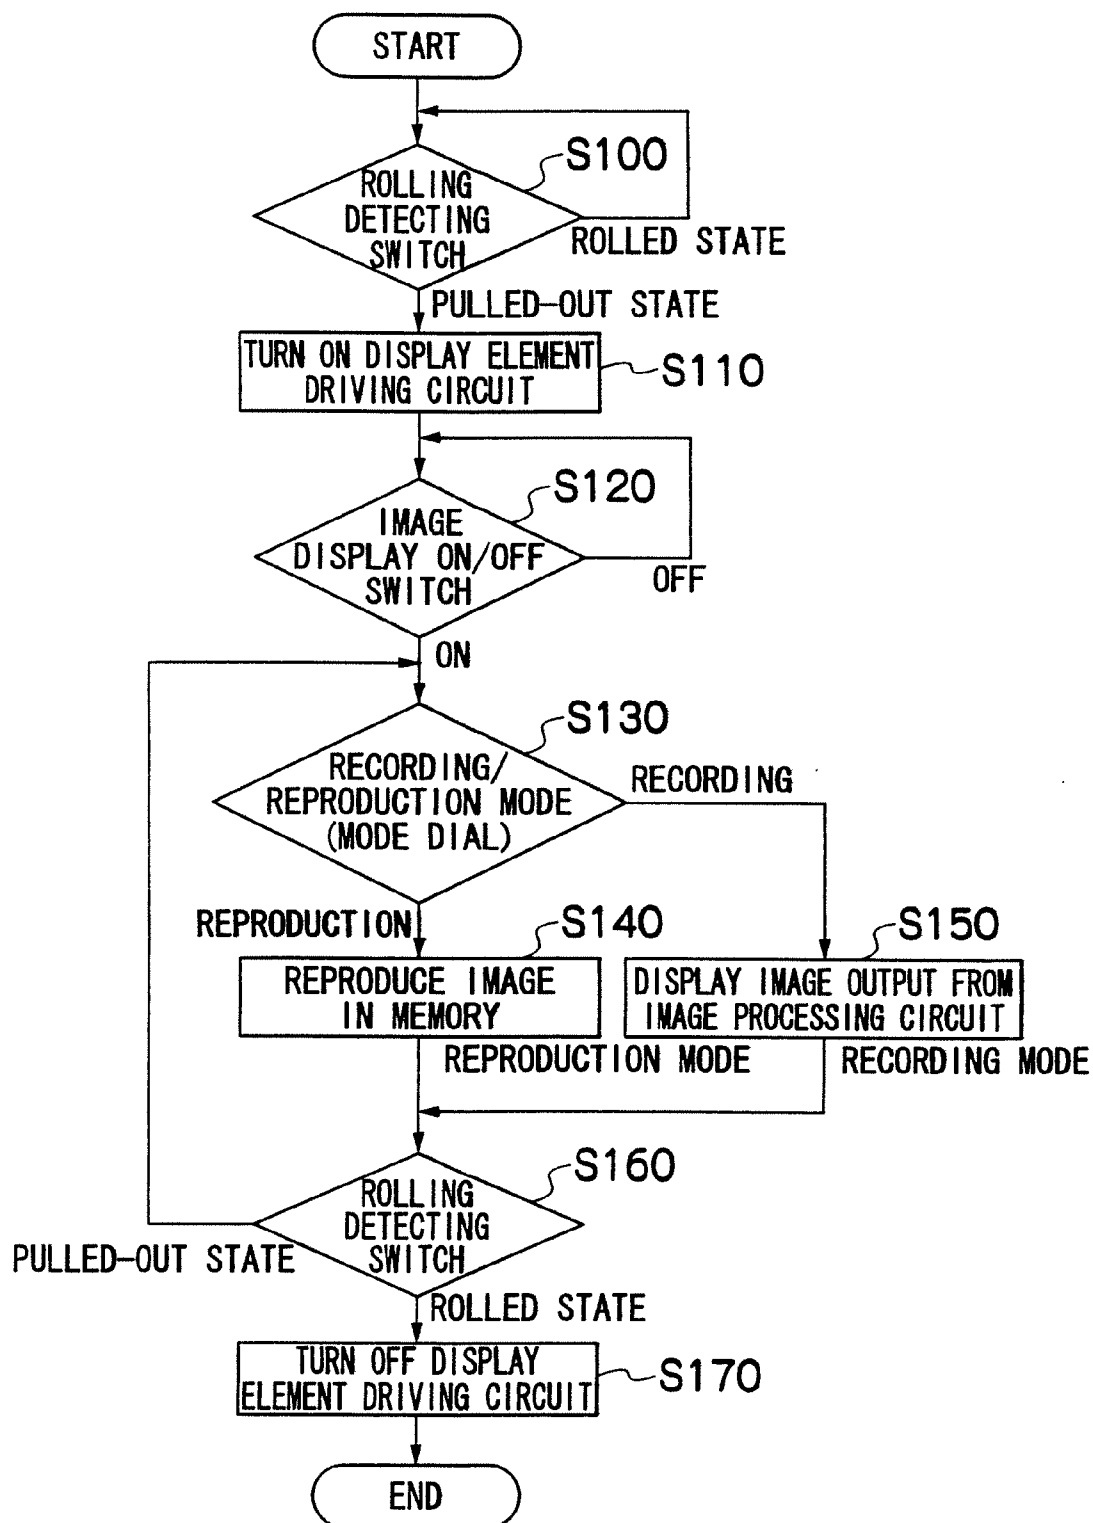 START
S100
ROLLING
DETECTING
SWITCH
ROLLED STATE
PULLED-OUT STATE
TURN ON DISPLAY ELEMENT
DRIVING CIRCUIT
S110
S120
IMAGE
DISPLAY ON/OFF
SWITCH
OFF
ON
S130
RECORDING/
REPRODUCTION MODE
(MODE DIAL)
RECORDING
REPRODUCTION
S140
S150
REPRODUCE IMAGE
IN MEMORY
DISPLAY IMAGE OUTPUT FROM
IMAGE PROCESSING CIRCUIT
REPRODUCTION MODE
RECORDING MODE
S160
ROLLING
DETECTING
SWITCH
PULLED-OUT STATE
ROLLED STATE
TURN OFF DISPLAY
ELEMENT DRIVING CIRCUIT
S170
END